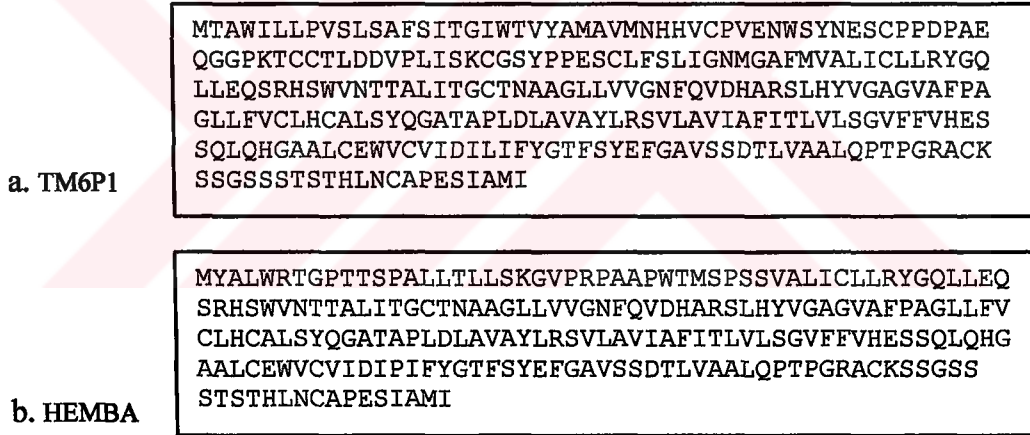 MTAWILLPVSLSAFSITGIWTVYAMAVMNHHVCPVENWSYNESCPPDPAE
QGGPKTCCTLDDVPLISKCGSYPPESCLFSLIGNMGAFMVALICLLRYGQ
LLEQSRHSWVNTTALITGCTNAAGLLVVGNFQVDHARSLHYVGAGVAFPA
GLLFVCLHCALSYQGATAPLDLAVAYLRSVLAVIAFITLVLSGVFFVHES
SQLQHGAALCEWVCVIDILIFYGTFSYEFGAVSSDTLVAALQPTPGRACK
SSGSSSTSTHLNCAPESIAMI
a. TM6P1
MYALWRTGPTTSPALLTLLSKGVPRPAAPWTMSPSSVALICLLRYGQLLEQ
SRHSWVNTTALITGCTNAAGLLVVGNFQVDHARSLHYVGAGVAFPAGLLFV
CLHCALSYQGATAPLDLAVAYLRSVLAVIAFITLVLSGVFFVHESSQLQHG
AALCEWVCVIDIPIFYGTFSYEFGAVSSDTLVAALQPTPGRACKSSGSS
STSTHLNCAPESIAMI
b. HEMBA